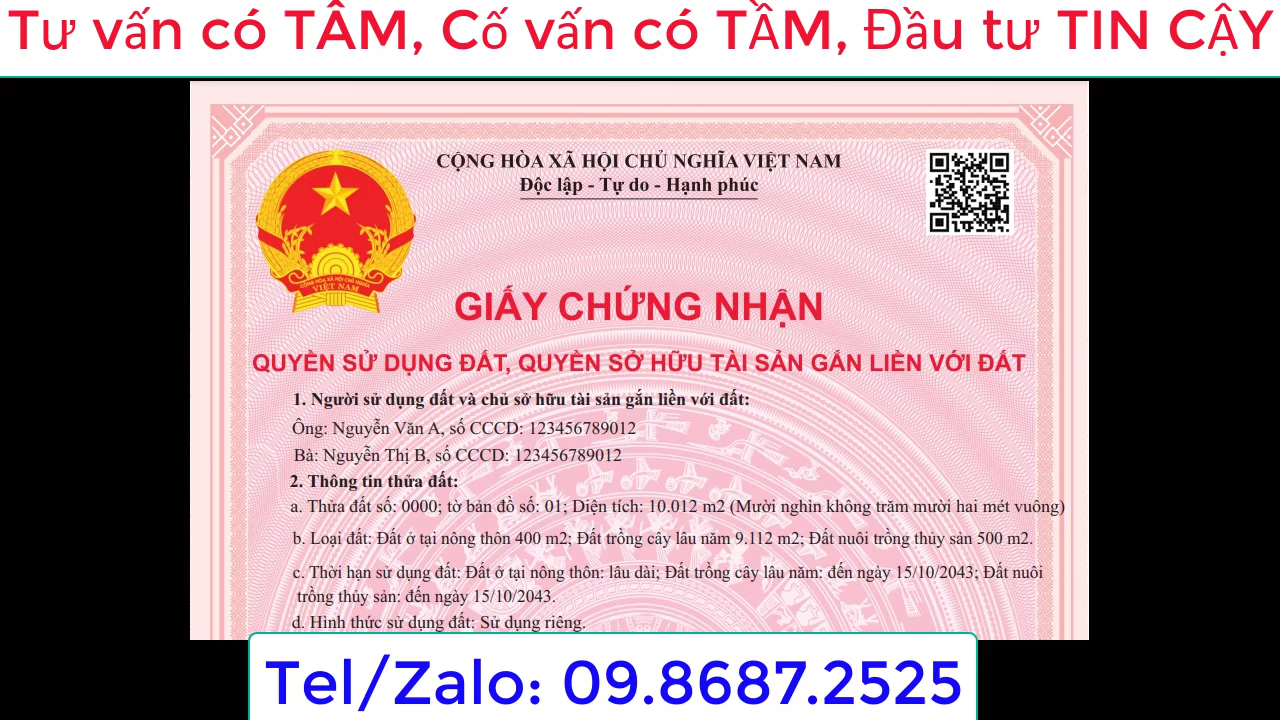 Tư vấn có TÂM, Cố vấn có TẦM, Đầu tư TIN CẬY
CỘNG HÒA XÃ HỘI CHỦ NGHĨA VIỆT NAM
Độc lập - Tự do - Hạnh phúc
CỘNG HÒA XÃ HỘI CHỦ NGHĨA
VIỆT NAM
GIẤY CHỨNG NHẬN
QUYỀN SỬ DỤNG ĐẤT, QUYỀN SỞ HỮU TÀI SẢN GẮN LIỀN VỚI ĐẤT
1. Người sử dụng đất và chủ sở hữu tài sản gắn liền với đất:
Ông: Nguyễn Văn A, số CCCD: 123456789012
Bà: Nguyễn Thị B, số CCCD: 123456789012
2. Thông tin thửa đất:
a. Thửa đất số: 0000; tờ bản đồ số: 01; Diện tích: 10.012 m2 (Mười nghìn không trăm mười hai mét vuông)
b. Loại đất: Đất ở tại nông thôn 400 m2; Đất trồng cây lâu năm 9.112 m2; Đất nuôi trồng thủy sản 500 m2.
c. Thời hạn sử dụng đất: Đất ở tại nông thôn: lâu dài; Đất trồng cây lâu năm: đến ngày 15/10/2043; Đất nuôi
trồng thủy sản: đến ngày 15/10/2043.
d. Hình thức sử dụng đất: Sử dụng riêng.
Tel/Zalo: 09.8687.2525